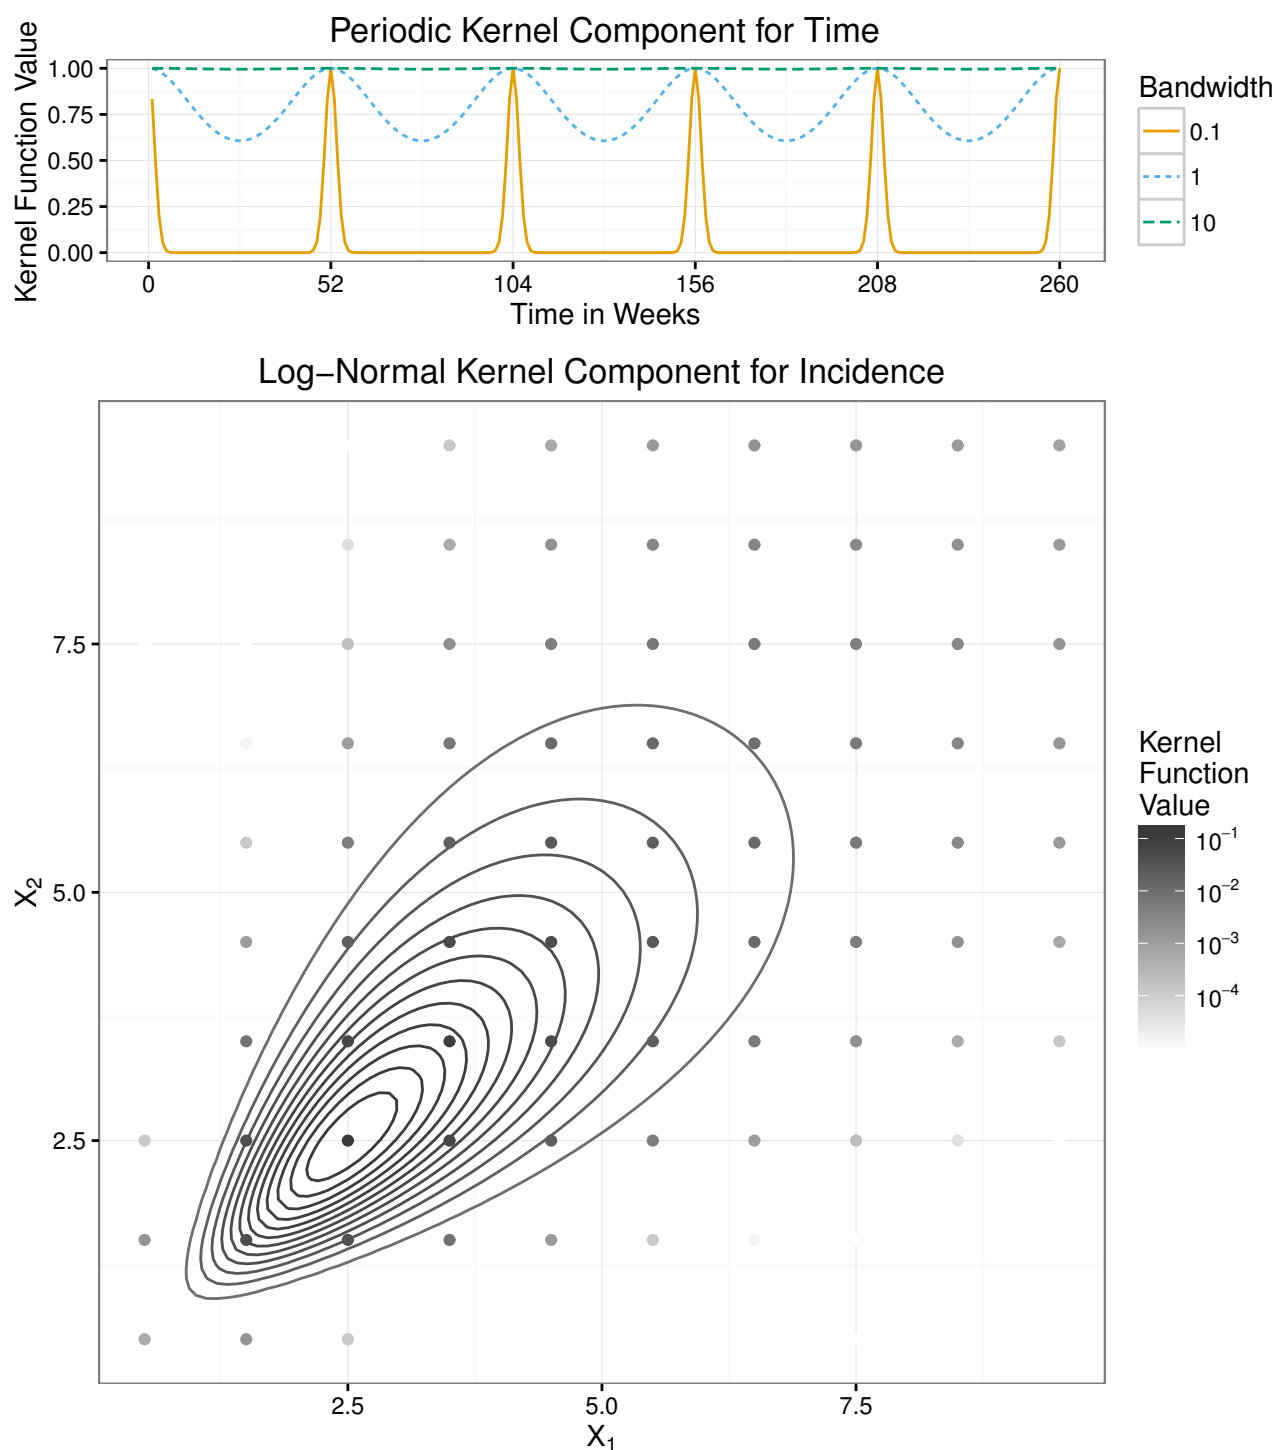 Periodic Kernel Component for Time
Kernel Function Value
1.00
0.75
0.50
0.25
0.00
0 52 104 156 208 260
Time in Weeks
Bandwidth
0.1
1
10
Log−Normal Kernel Component for Incidence
X₂
7.5
5.0
2.5
2.5 5.0 7.5
X₁
Kernel
Function
Value
10⁻¹
10⁻²
10⁻³
10⁻⁴